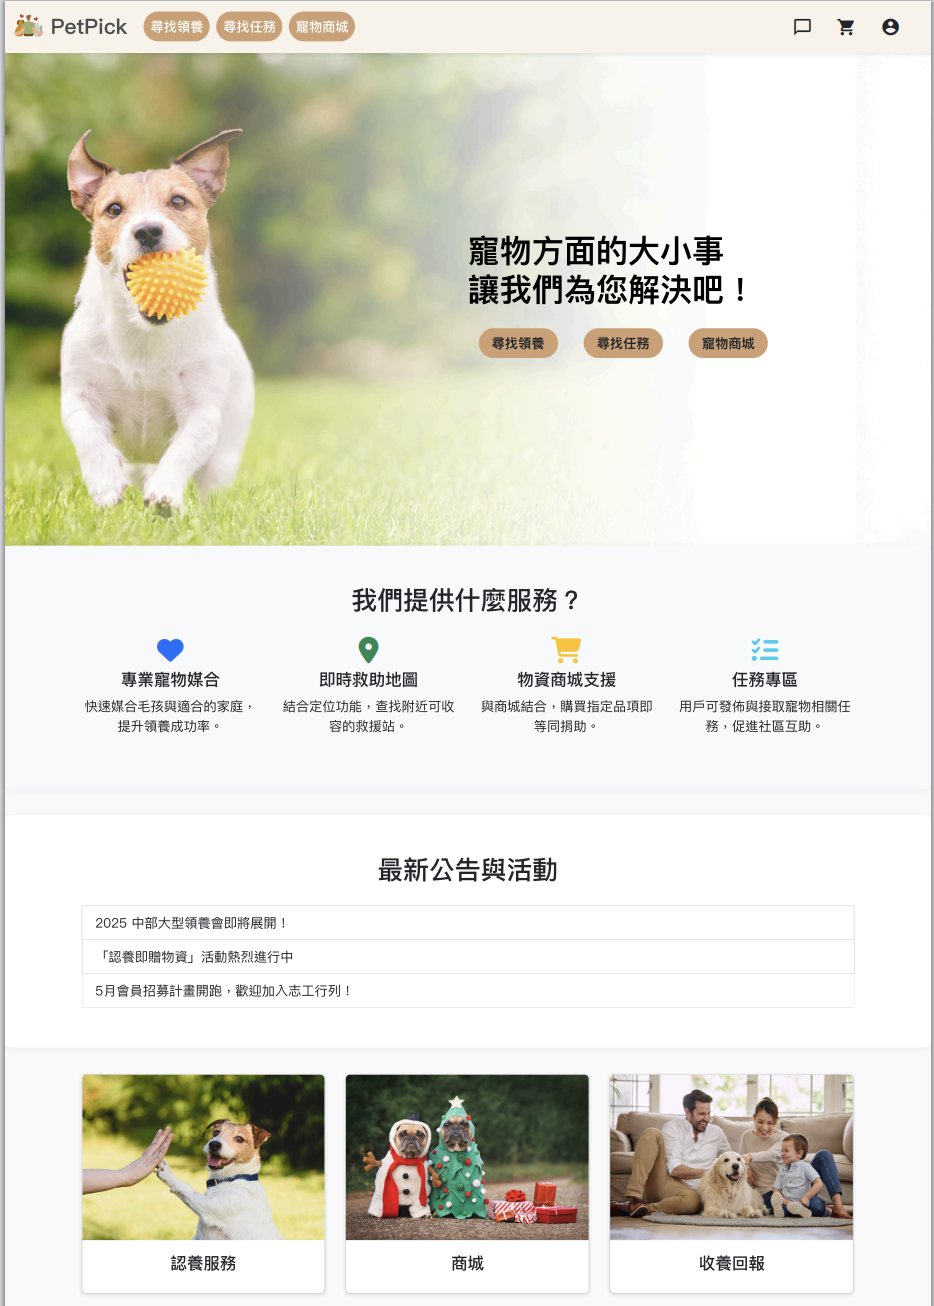 PetPick 尋找領養 尋找任務 寵物商城
寵物方面的大小事
讓我們為您解決吧！
尋找領養 尋找任務 寵物商城
我們提供什麼服務？
專業寵物媒合
快速媒合毛孩與適合的家庭，
提升領養成功率。
即時救助地圖
結合定位功能，查找附近可收
容的救援站。
物資商城支援
與商城結合，購買指定品項即
等同捐助。
任務專區
用戶可發佈與接取寵物相關任
務，促進社區互助。
最新公告與活動
2025 中部大型領養會即將展開！
「認養即贈物資」活動熱烈進行中
5月會員招募計畫開跑，歡迎加入志工行列！
認養服務
商城
收養回報